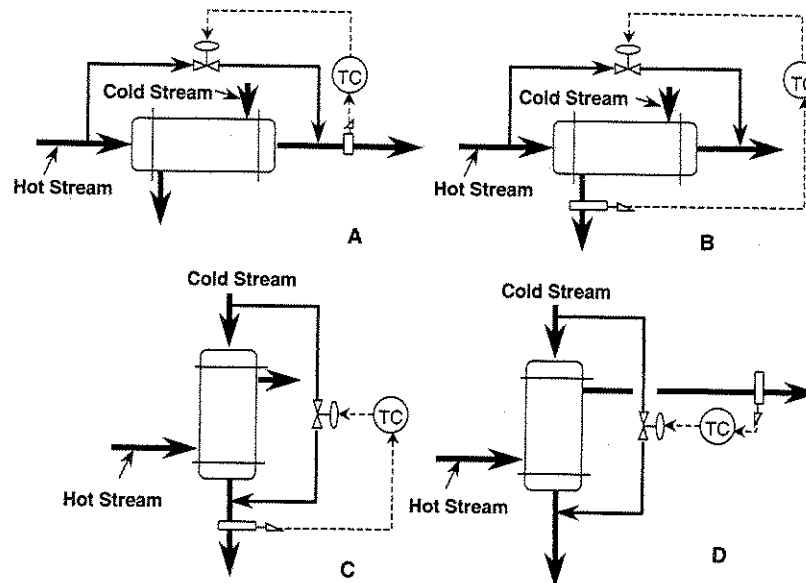 TC
Cold Stream
Hot Stream
A
TC
Cold Stream
Hot Stream
B
Cold Stream
TC
Hot Stream
C
Cold Stream
TC
Hot Stream
D